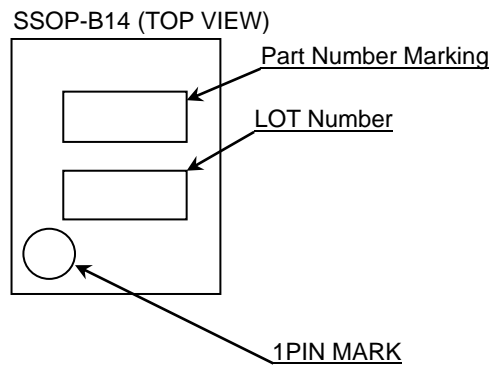 SSOP-B14 (TOP VIEW)
Part Number Marking
LOT Number
1PIN MARK